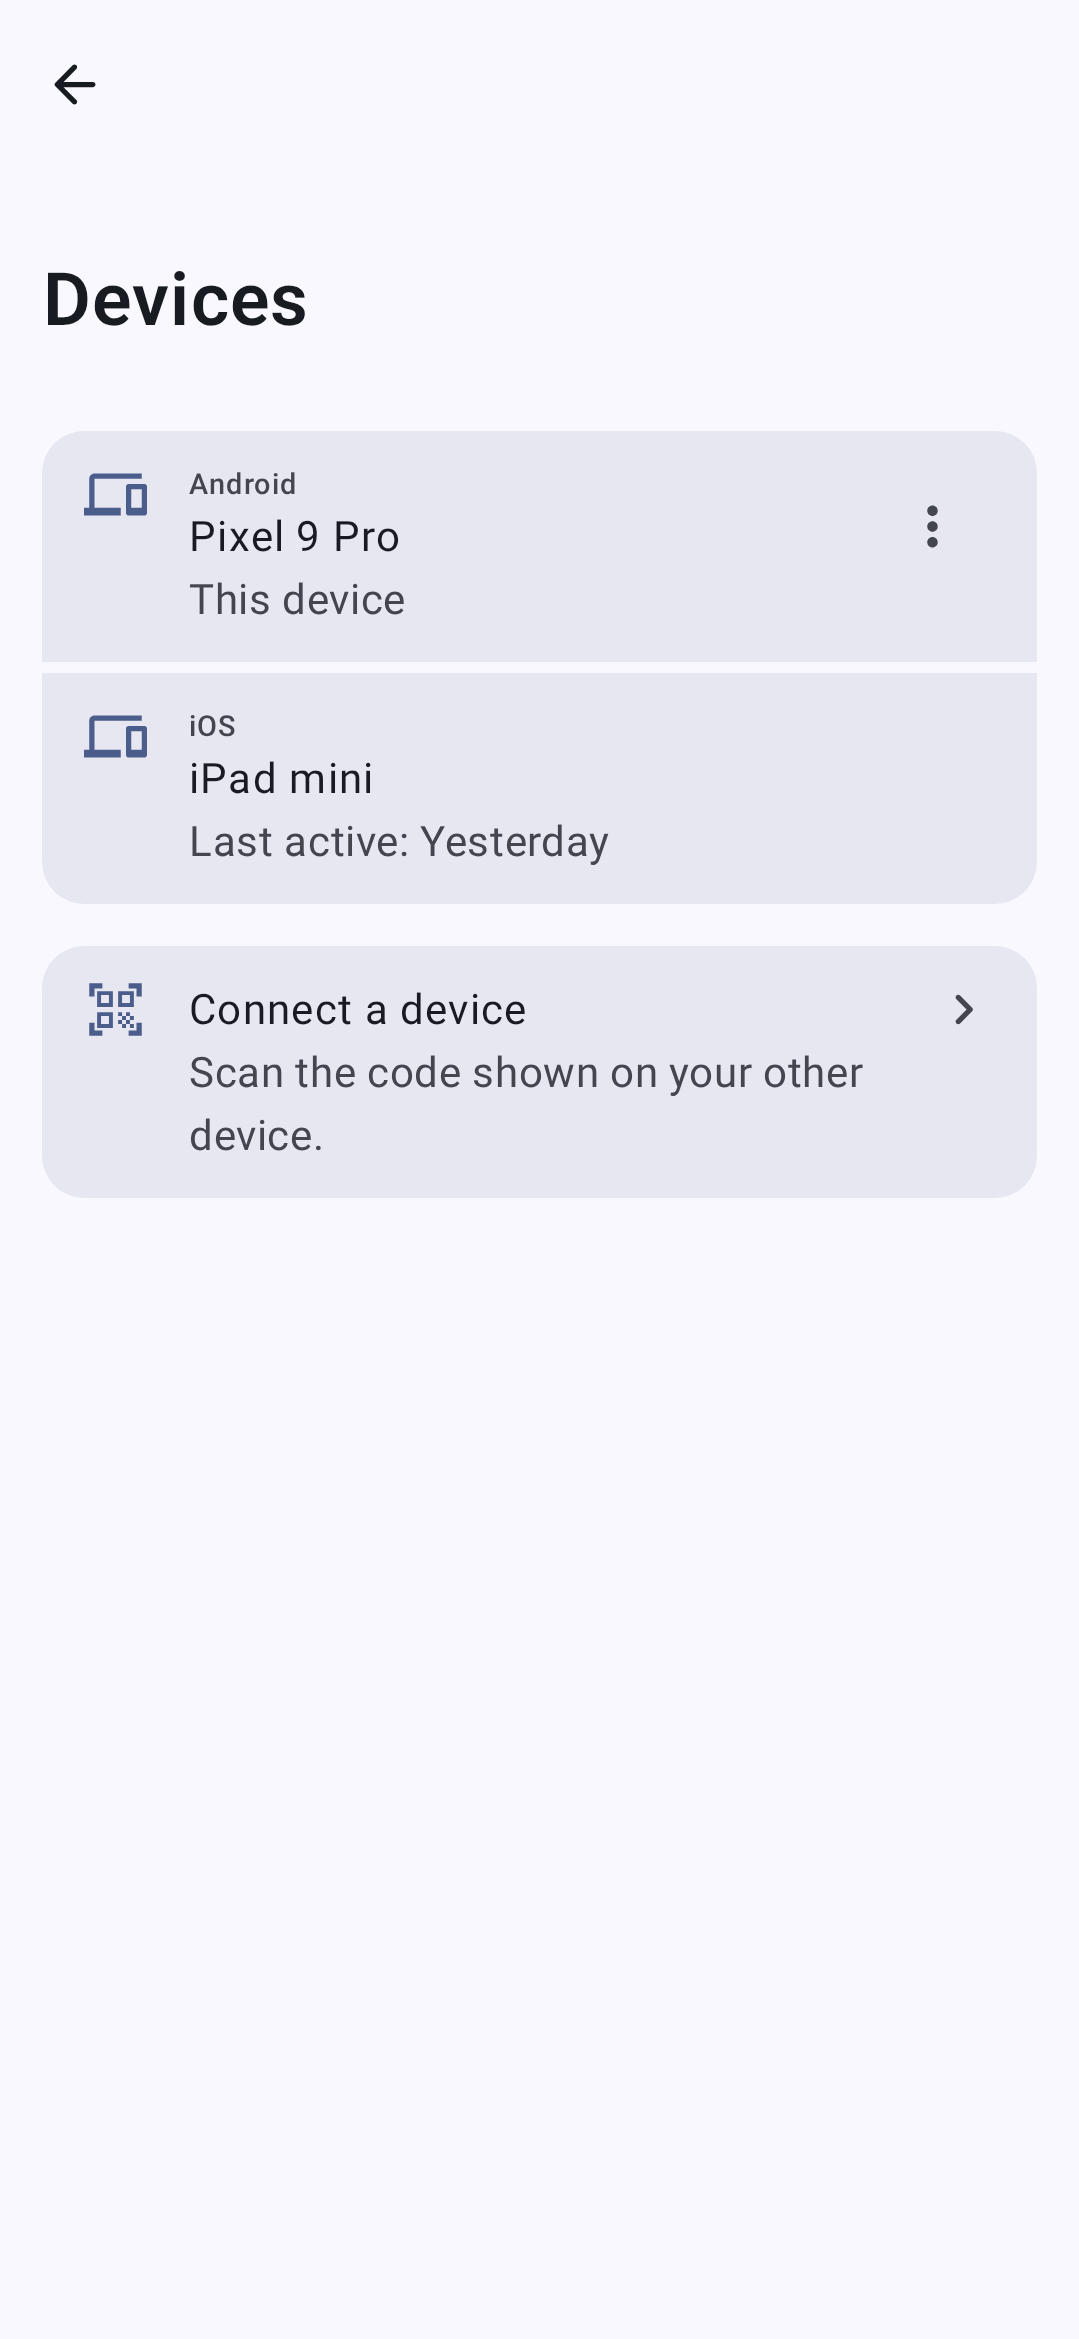 Devices
Android
Pixel 9 Pro
This device
iOS
iPad mini
Last active: Yesterday
Connect a device
Scan the code shown on your other
device.